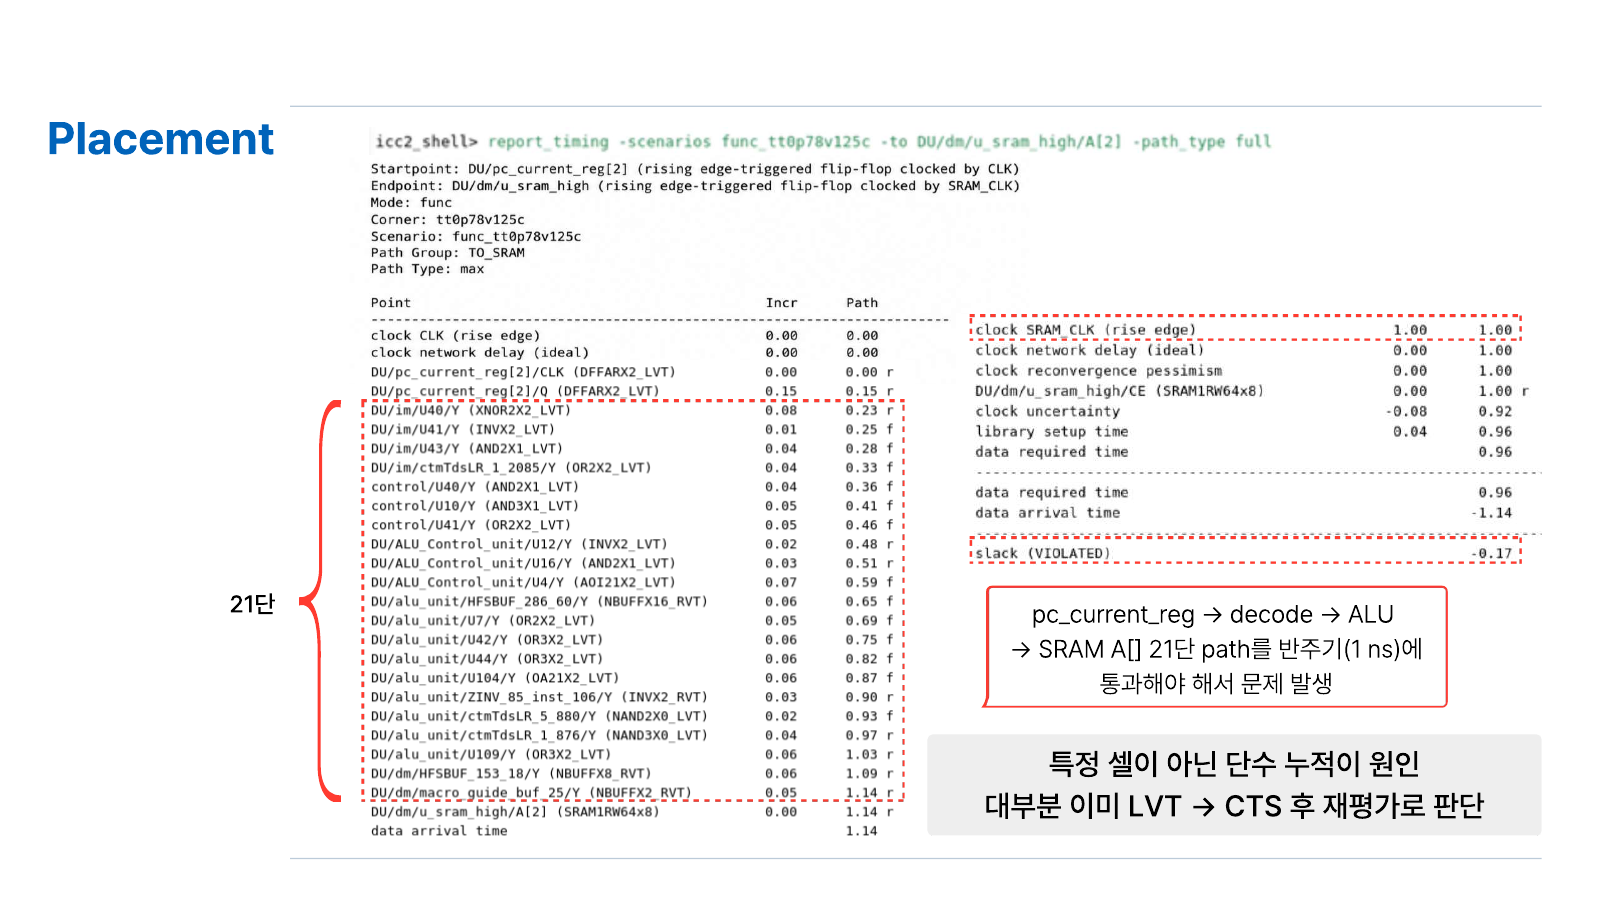 Placement
icc2_shell> report_timing -scenarios func_tt0p78v125c -to DU/dm/u_sram_high/A[2] -path_type full
Startpoint: DU/pc_current_reg[2] (rising edge-triggered flip-flop clocked by CLK)
Endpoint: DU/dm/u_sram_high (rising edge-triggered flip-flop clocked by SRAM_CLK)
Mode: func
Corner: tt0p78v125c
Scenario: func_tt0p78v125c
Path Group: TO_SRAM
Path Type: max
Point Incr Path
clock CLK (rise edge) 0.00 0.00
clock network delay (ideal) 0.00 0.00
DU/pc_current_reg[2]/CLK (DFFARX2_LVT) 0.00 0.00 r
DU/pc_current_reg[2]/Q (DFFARX2_LVT) 0.15 0.15 r
DU/im/U40/Y (XNOR2X2_LVT) 0.08 0.23 r
DU/im/U41/Y (INVX2_LVT) 0.01 0.25 f
DU/im/U43/Y (AND2X1_LVT) 0.04 0.28 f
DU/im/ctmTdsLR_1_2085/Y (OR2X2_LVT) 0.04 0.33 f
control/U40/Y (AND2X1_LVT) 0.04 0.36 f
control/U10/Y (AND3X1_LVT) 0.05 0.41 f
control/U41/Y (OR2X2_LVT) 0.05 0.46 f
DU/ALU_Control_unit/U12/Y (INVX2_LVT) 0.02 0.48 r
DU/ALU_Control_unit/U16/Y (AND2X1_LVT) 0.03 0.51 r
DU/ALU_Control_unit/U4/Y (AOI21X2_LVT) 0.07 0.59 f
DU/alu_unit/HFSBUF_286_60/Y (NBUFFX16_RVT) 0.06 0.65 f
DU/alu_unit/U7/Y (OR2X2_LVT) 0.05 0.69 f
DU/alu_unit/U42/Y (OR3X2_LVT) 0.06 0.75 f
DU/alu_unit/U44/Y (OR3X2_LVT) 0.06 0.82 f
DU/alu_unit/U104/Y (OA21X2_LVT) 0.06 0.87 f
DU/alu_unit/ZINV_85_inst_106/Y (INVX2_RVT) 0.03 0.90 r
DU/alu_unit/ctmTdsLR_5_880/Y (NAND2X0_LVT) 0.02 0.93 f
DU/alu_unit/ctmTdsLR_1_876/Y (NAND3X0_LVT) 0.04 0.97 r
DU/alu_unit/U109/Y (OR3X2_LVT) 0.06 1.03 r
DU/dm/HFSBUF_153_18/Y (NBUFFX8_RVT) 0.06 1.09 r
DU/dm/macro_guide_buf_25/Y (NBUFFX2_RVT) 0.05 1.14 r
DU/dm/u_sram_high/A[2] (SRAM1RW64x8) 0.00 1.14 r
data arrival time 1.14
21단
clock SRAM_CLK (rise edge) 1.00 1.00
clock network delay (ideal) 0.00 1.00
clock reconvergence pessimism 0.00 1.00
DU/dm/u_sram_high/CE (SRAM1RW64x8) 0.00 1.00 r
clock uncertainty -0.08 0.92
library setup time 0.04 0.96
data required time 0.96
data required time 0.96
data arrival time -1.14
slack (VIOLATED) -0.17
pc_current_reg → decode → ALU
→ SRAM A[] 21단 path를 반주기(1 ns)에
통과해야 해서 문제 발생
특정 셀이 아닌 단수 누적이 원인
대부분 이미 LVT → CTS 후 재평가로 판단